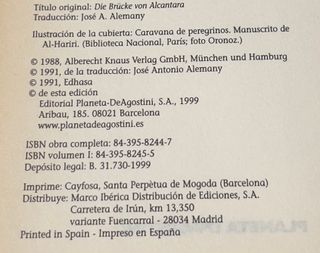 Título original: Die Brücke von Alcantara
Traducción: José A. Alemany
Ilustración de la cubierta: Caravana de peregrinos. Manuscrito de
Al-Hariri. (Biblioteca Nacional, París; foto Oronoz.)
© 1988, Alberecht Knaus Verlag GmbH, München und Hamburg
© 1991, de la traducción: José Antonio Alemany
© 1991, Edhasa
© de esta edición
Editorial Planeta-DeAgostini, S.A., 1999
Aribau, 185. 08021 Barcelona
www.planetadeagostini.es
ISBN obra completa: 84-395-8244-7
ISBN volumen I: 84-395-8245-5
Depósito legal: B. 31.730-1999
Imprime: Cayfosa, Santa Perpètua de Mogoda (Barcelona)
Distribuye: Marco Ibérica Distribución de Ediciones, S.A.
Carretera de Irún, km 13,350
variante Fuencarral - 28034 Madrid
Printed in Spain - Impreso en España